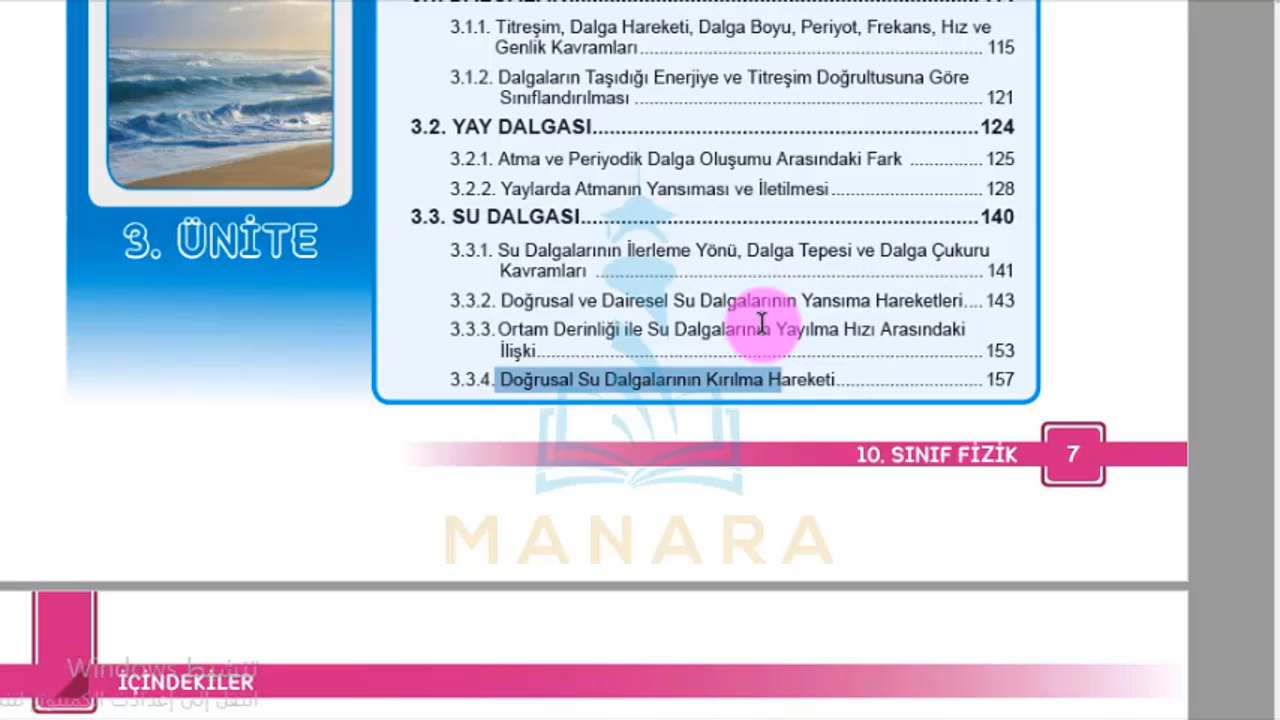 3.1.1. Titreşim, Dalga Hareketi, Dalga Boyu, Periyot, Frekans, Hız ve
Genlik Kavramları.......... 115
3.1.2. Dalgaların Taşıdığı Enerjiye ve Titreşim Doğrultusuna Göre
Sınıflandırılması .......... 121
3.2. YAY DALGASI.......... 124
3.2.1. Atma ve Periyodik Dalga Oluşumu Arasındaki Fark .......... 125
3.2.2. Yaylarda Atmanın Yansıması ve İletilmesi.......... 128
3.3. SU DALGASI.......... 140
3.3.1. Su Dalgalarının İlerleme Yönü, Dalga Tepesi ve Dalga Çukuru
Kavramları .......... 141
3.3.2. Doğrusal ve Dairesel Su Dalgalarının Yansıma Hareketleri.... 143
3.3.3. Ortam Derinliği ile Su Dalgalarının Yayılma Hızı Arasındaki
İlişki.......... 153
3.3.4. Doğrusal Su Dalgalarının Kırılma Hareketi.......... 157
3. ÜNİTE
10. SINIF FİZİK 7
MANARA
تنشيط Windows
İÇİNDEKİLER